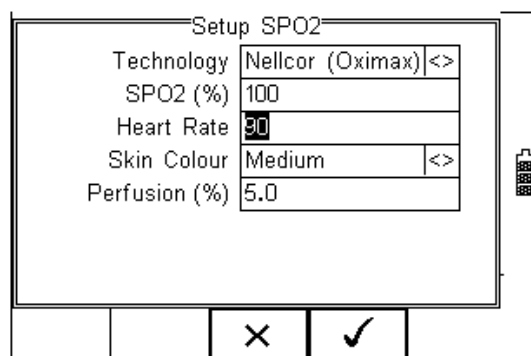 Setup SPO2
Technology Nellcor (Oximax) <>
SPO2 (%) 100
Heart Rate 90
Skin Colour Medium <>
Perfusion (%) 5.0